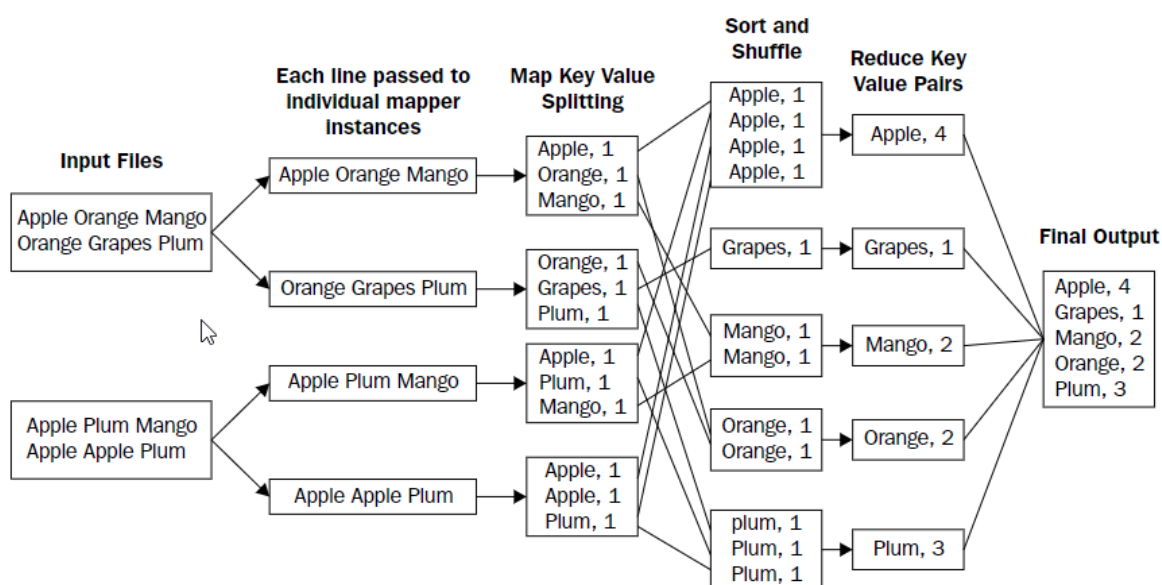 Input Files
Apple Orange Mango
Orange Grapes Plum
Apple Plum Mango
Apple Apple Plum
Each line passed to
individual mapper
instances
Apple Orange Mango
Orange Grapes Plum
Apple Plum Mango
Apple Apple Plum
Map Key Value
Splitting
Apple, 1
Orange, 1
Mango, 1
Orange, 1
Grapes, 1
Plum, 1
Apple, 1
Plum, 1
Mango, 1
Apple, 1
Apple, 1
Plum, 1
Sort and
Shuffle
Apple, 1
Apple, 1
Apple, 1
Apple, 1
Grapes, 1
Mango, 1
Mango, 1
Orange, 1
Orange, 1
plum, 1
Plum, 1
Plum, 1
Reduce Key
Value Pairs
Apple, 4
Grapes, 1
Mango, 2
Orange, 2
Plum, 3
Final Output
Apple, 4
Grapes, 1
Mango, 2
Orange, 2
Plum, 3